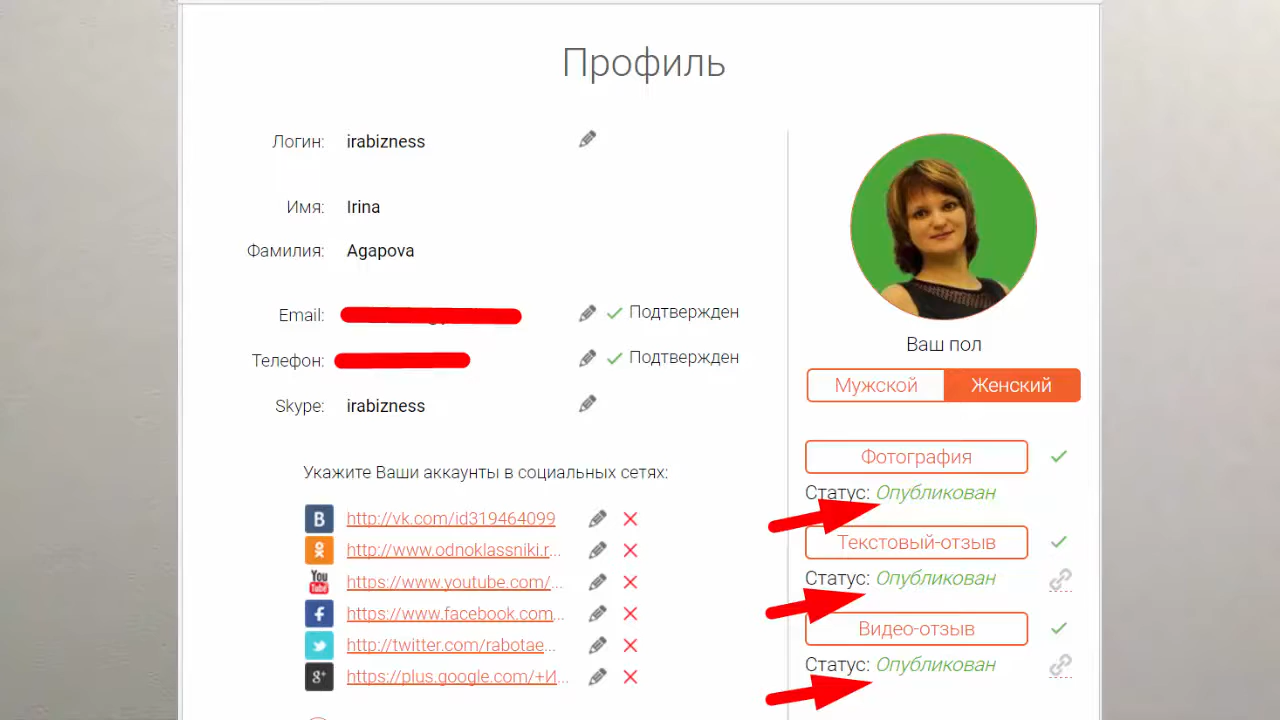 Профиль
Логин: irabizness
Имя: Irina
Фамилия: Agapova
Email: Подтвержден
Телефон: Подтвержден
Skype: irabizness
Укажите Ваши аккаунты в социальных сетях:
B http://vk.com/id319464099
http://www.odnoklassniki.r...
You Tube https://www.youtube.com/...
f https://www.facebook.com...
http://twitter.com/rabotae...
g+ https://plus.google.com/+И...
Ваш пол
Мужской Женский
Фотография
Статус: Опубликован
Текстовый-отзыв
Статус: Опубликован
Видео-отзыв
Статус: Опубликован